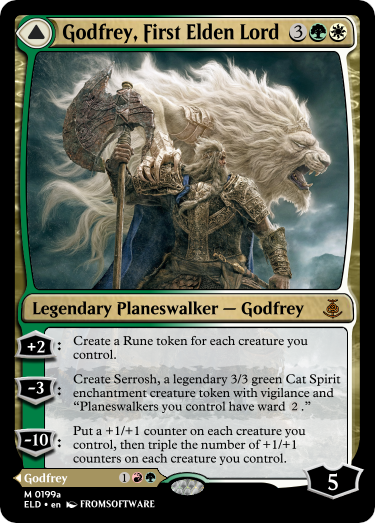 Godfrey, First Elden Lord 3
Legendary Planeswalker — Godfrey
+2: Create a Rune token for each creature you
control.
-3: Create Serrosh, a legendary 3/3 green Cat Spirit
enchantment creature token with vigilance and
“Planeswalkers you control have ward 2.”
-10: Put a +1/+1 counter on each creature you
control, then triple the number of +1/+1
counters on each creature you control.
Godfrey 1
5
M 0199a
ELD • en FROMSOFTWARE